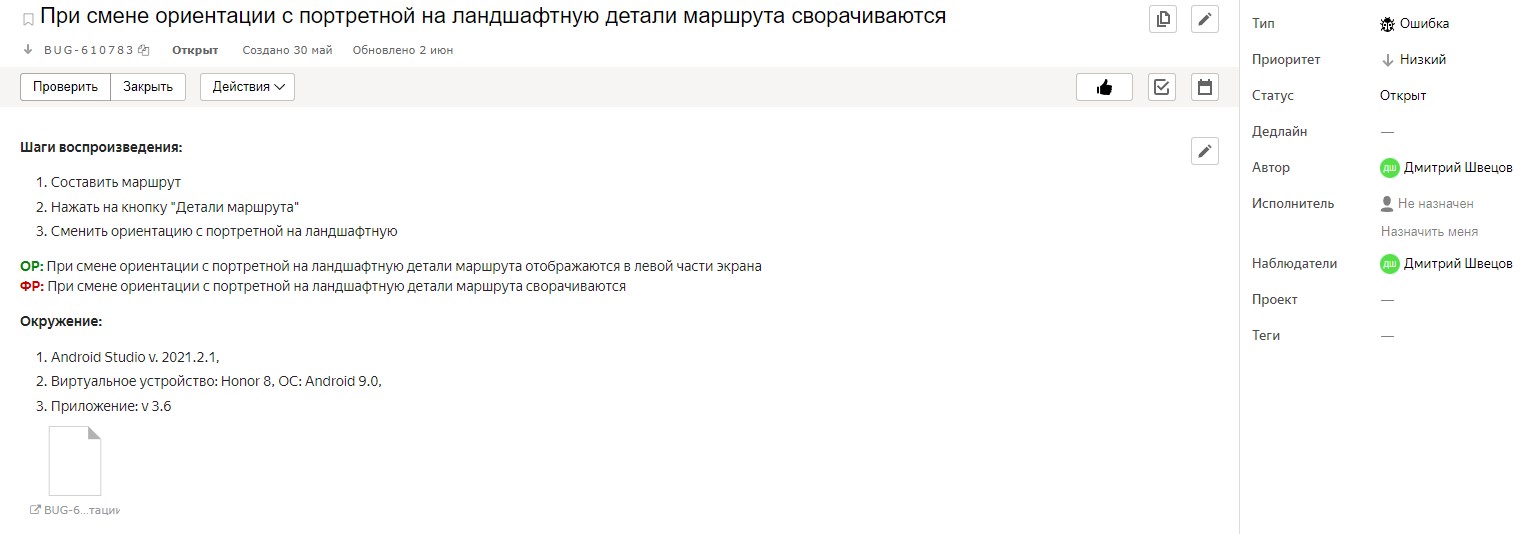 При смене ориентации с портретной на ландшафтную детали маршрута сворачиваются
BUG-610783 Открыт Создано 30 май Обновлено 2 июн
Проверить Закрыть Действия
Шаги воспроизведения:
1. Составить маршрут
2. Нажать на кнопку "Детали маршрута"
3. Сменить ориентацию с портретной на ландшафтную
ОР: При смене ориентации с портретной на ландшафтную детали маршрута отображаются в левой части экрана
ФР: При смене ориентации с портретной на ландшафтную детали маршрута сворачиваются
Окружение:
1. Android Studio v. 2021.2.1,
2. Виртуальное устройство: Honor 8, ОС: Android 9.0,
3. Приложение: v 3.6
BUG-6...тации
Тип Ошибка
Приоритет Низкий
Статус Открыт
Дедлайн —
Автор ДШ Дмитрий Швецов
Исполнитель Не назначен
Назначить меня
Наблюдатели ДШ Дмитрий Швецов
Проект —
Теги —